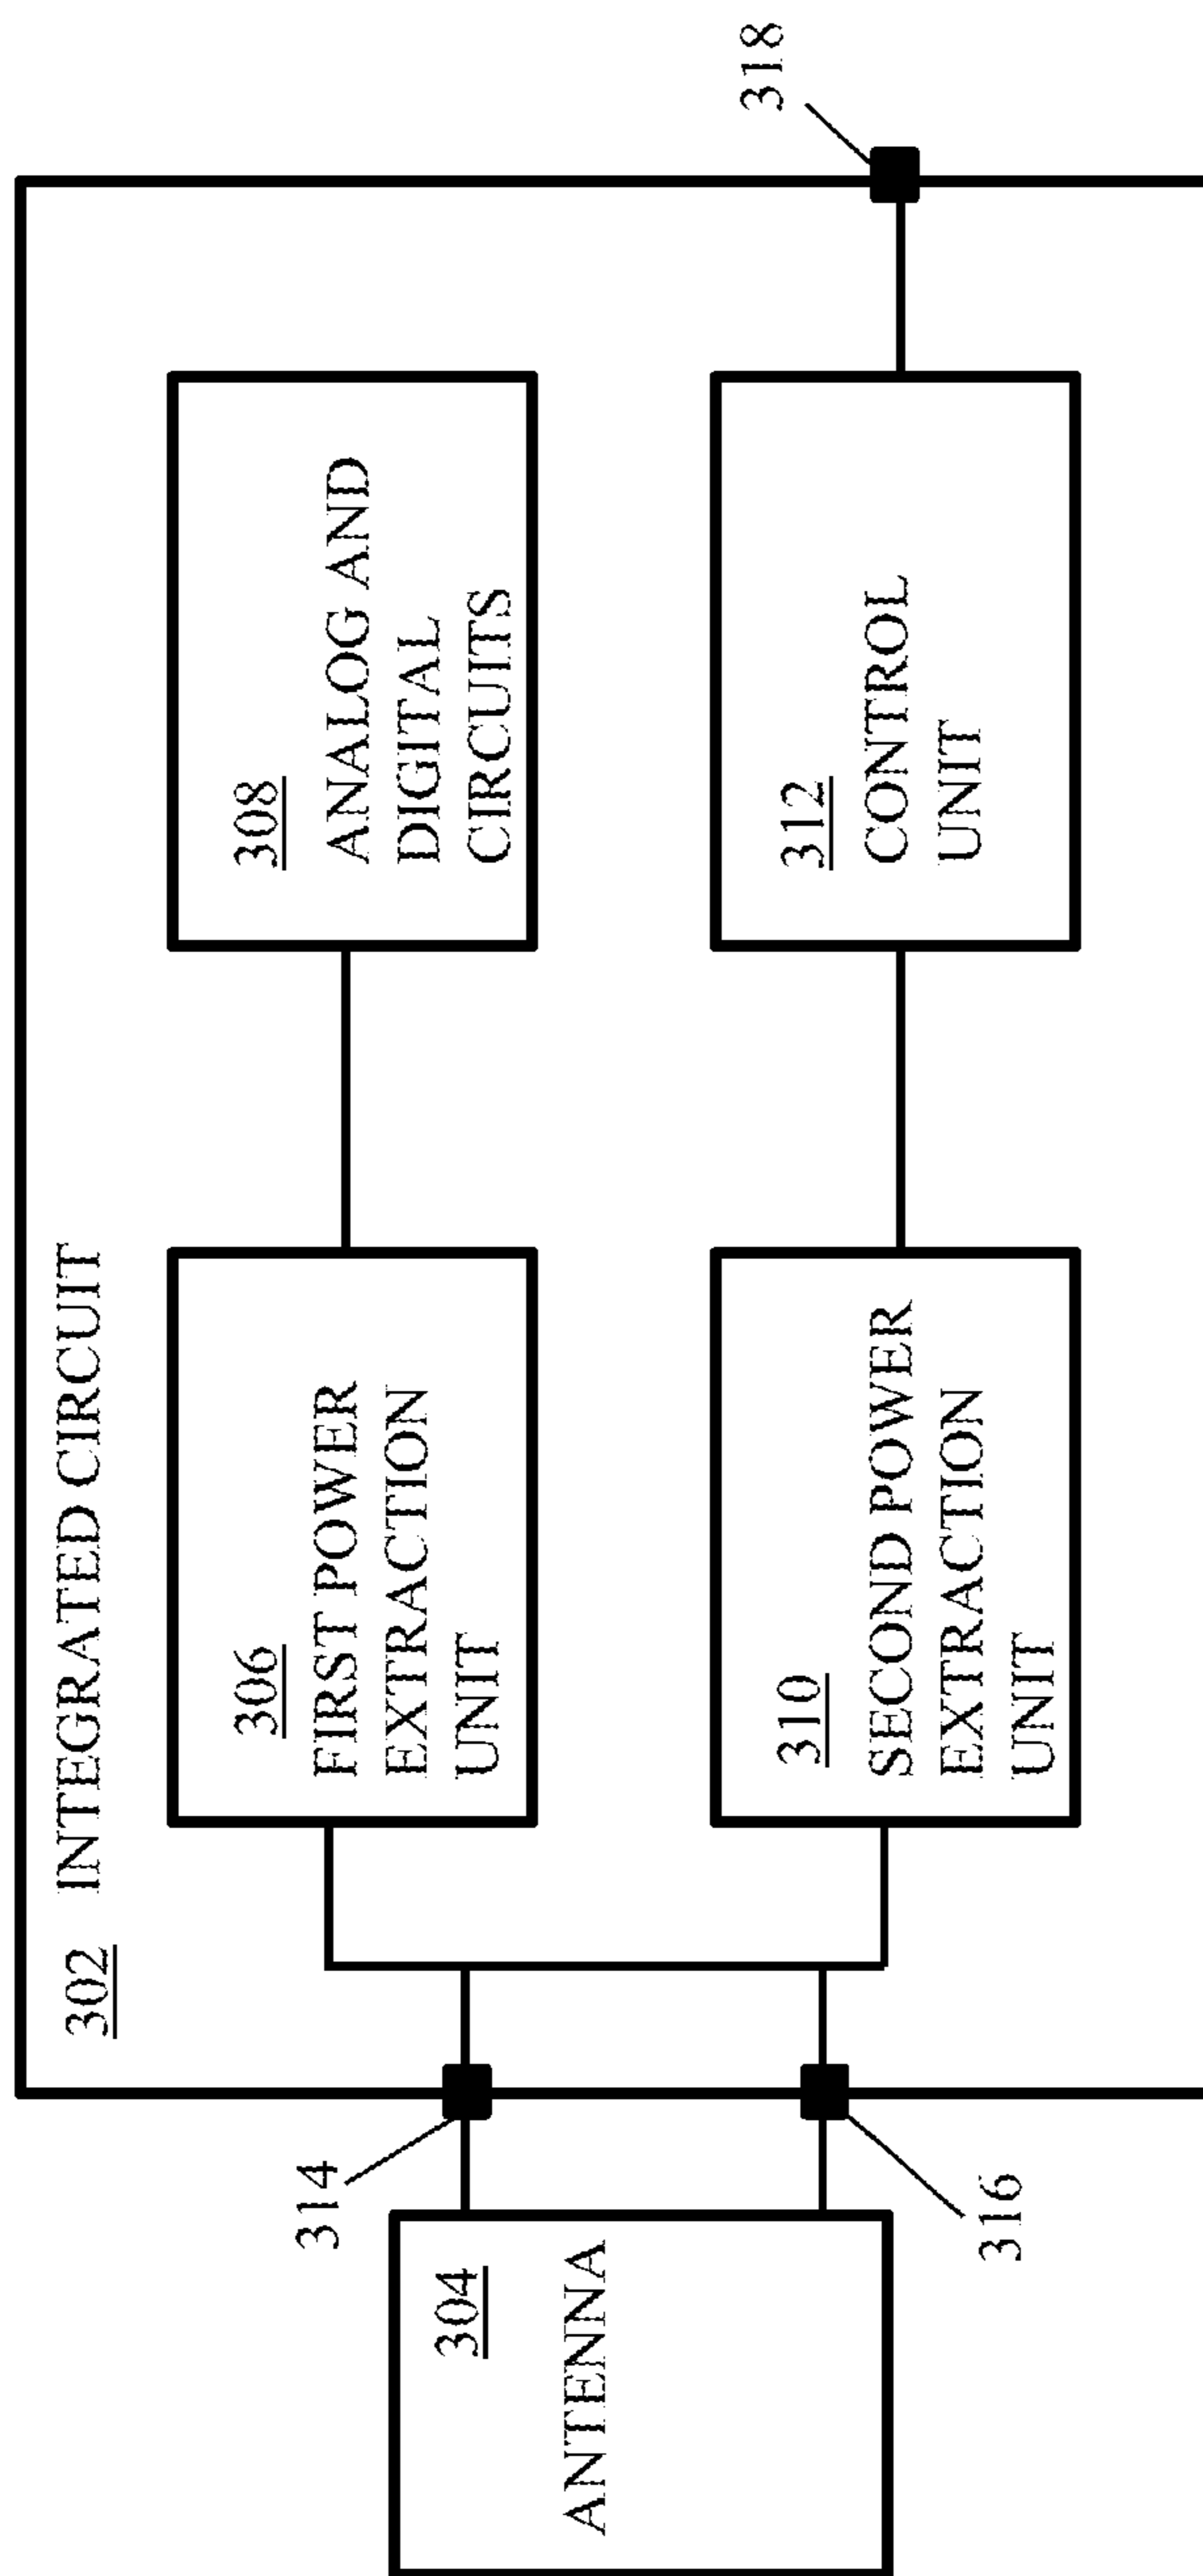 302 INTEGRATED CIRCUIT
306
FIRST POWER
EXTRACTION
UNIT
308
ANALOG AND
DIGITAL
CIRCUITS
314
304
ANTENNA
316
310
SECOND POWER
EXTRACTION
UNIT
312
CONTROL
UNIT
318